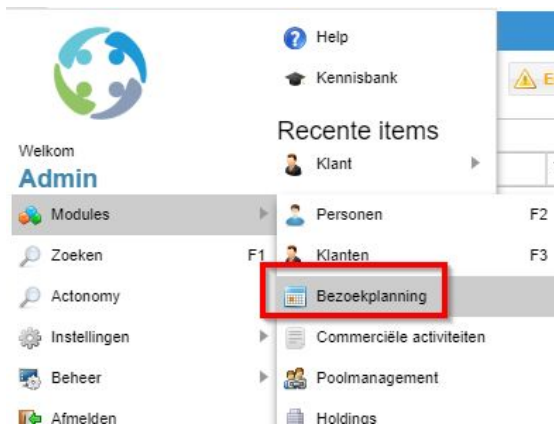 Help
Kennisbank
Recente items
Klant
Welkom
Admin
Modules
Zoeken F1
Actonomy
Instellingen
Beheer
Afmelden
Personen F2
Klanten F3
Bezoekplanning
Commerciële activiteiten
Poolmanagement
Holdings
E